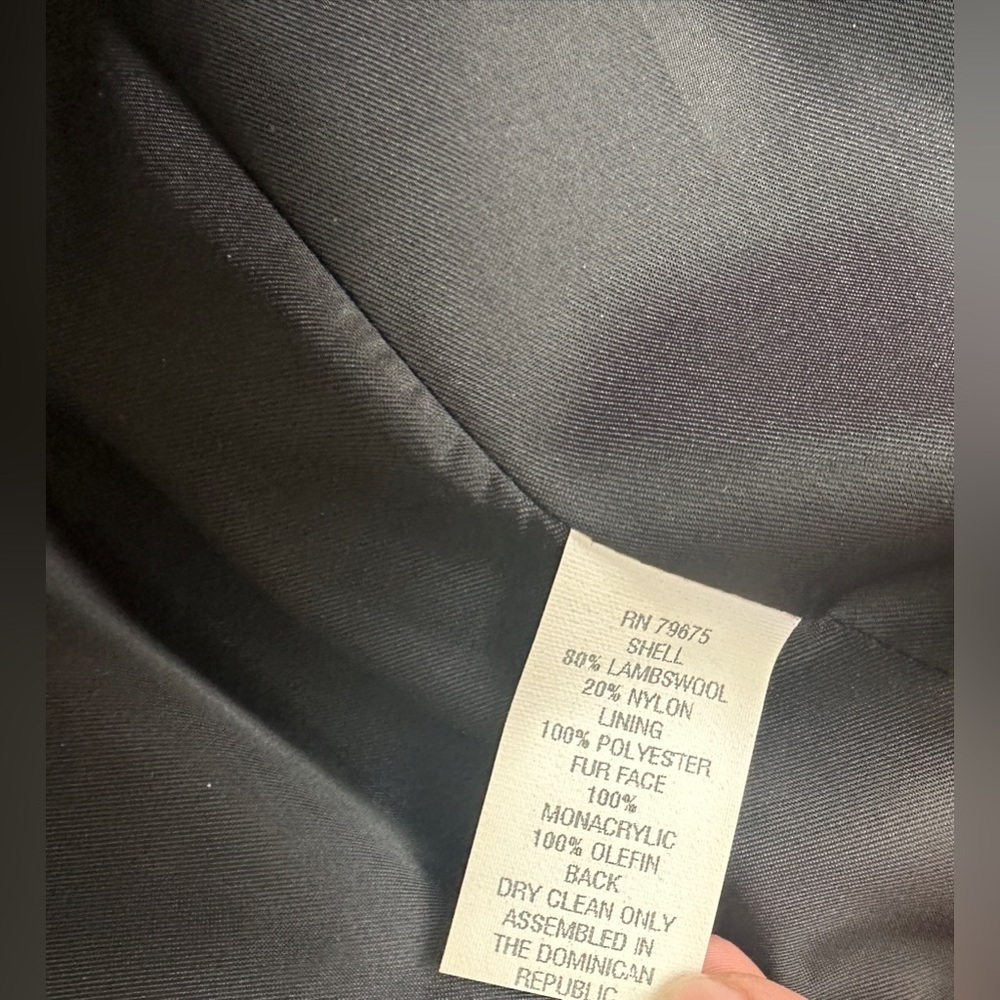 RN 79675
SHELL
80% LAMBSWOOL
20% NYLON
LINING
100% POLYESTER
FUR FACE
100%
MONACRYLIC
100% OLEFIN
BACK
DRY CLEAN ONLY
ASSEMBLED IN
THE DOMINICAN
REPUBLIC